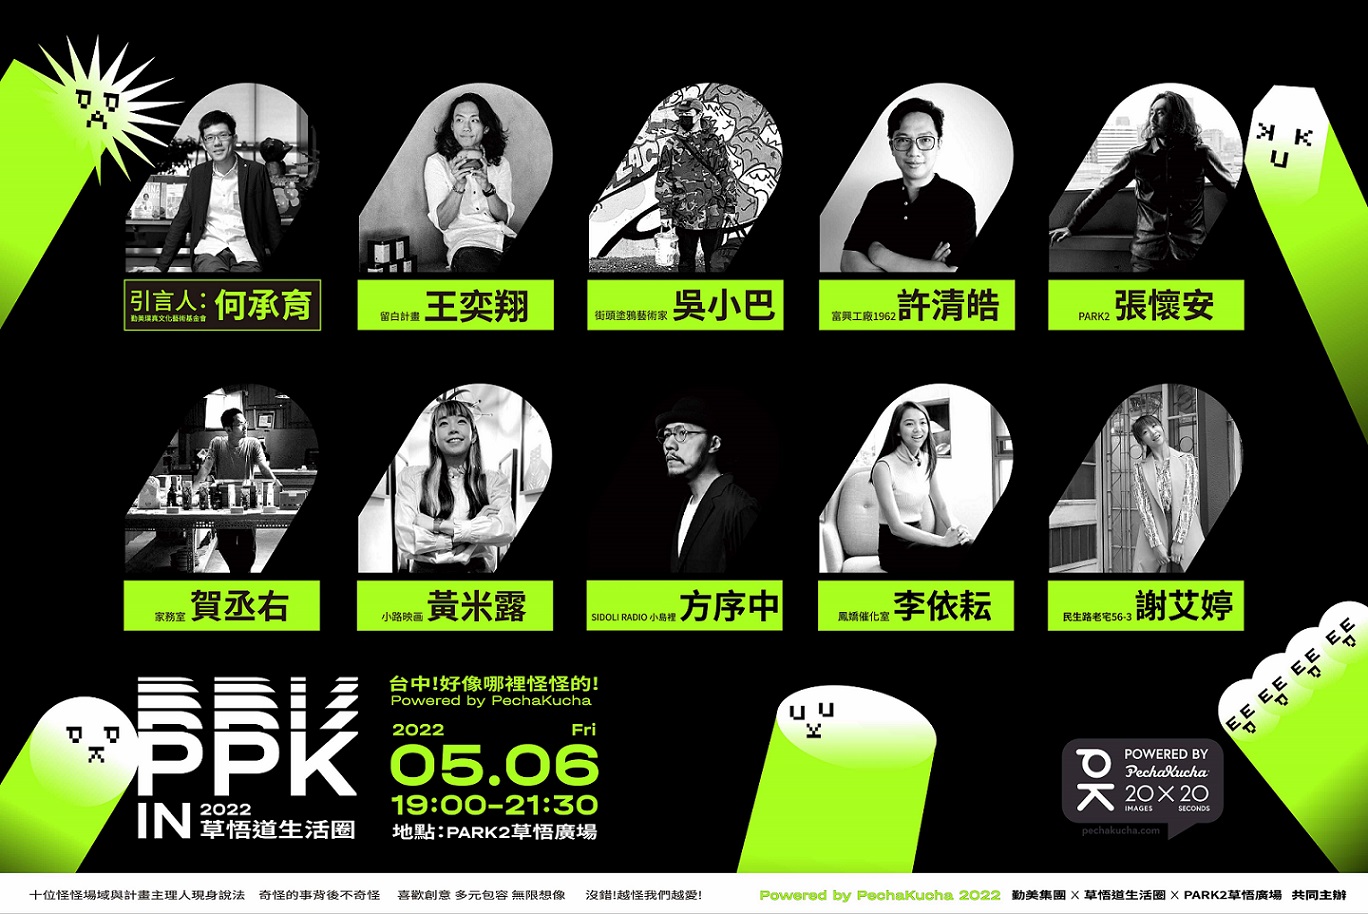 引言人：何承育
勤美璞真文化藝術基金會
留白計畫 王奕翔
街頭塗鴉藝術家 吳小巴
富興工廠1962 許清皓
PARK2 張懷安
家務室 賀丞右
小路映画 黃米露
SIDOLI RADIO 小島裡 方序中
鳳嬌催化室 李依耘
民生路老宅56-3 謝艾婷
PPK
IN 2022
草悟道生活圈
台中!好像哪裡怪怪的!
Powered by PechaKucha
2022 Fri
05.06
19:00-21:30
地點:PARK2草悟廣場
PK
POWERED BY
PechaKucha
20×20
IMAGES SECONDS
pechakucha.com
十位怪怪場域與計畫主理人現身說法 奇怪的事背後不奇怪 喜歡創意 多元包容 無限想像 沒錯!越怪我們越愛!
Powered by PechaKucha 2022 勤美集團 X 草悟道生活圈 X PARK2草悟廣場 共同主辦